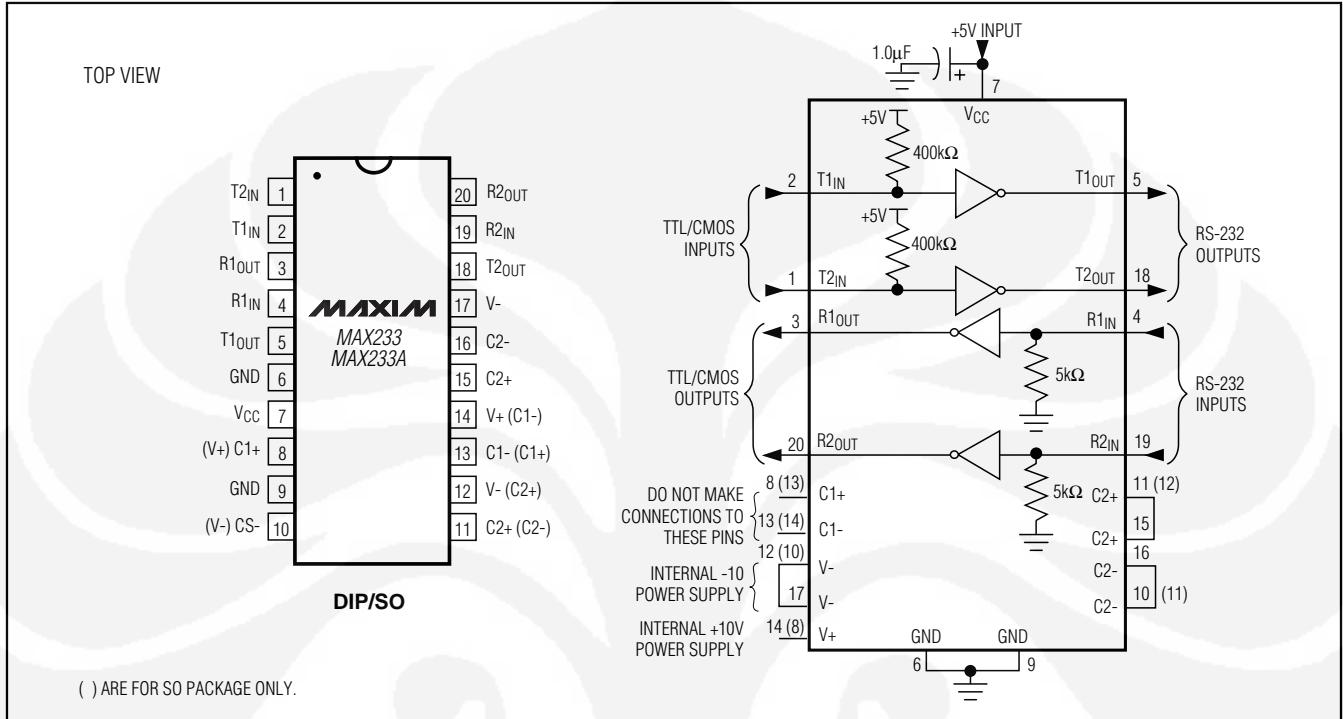 TOP VIEW
T2IN 1
T1IN 2
R1OUT 3
R1IN 4
T1OUT 5
GND 6
VCC 7
(V+) C1+ 8
GND 9
(V-) CS- 10
20 R2OUT
19 R2IN
18 T2OUT
17 V-
16 C2-
15 C2+
14 V+ (C1-)
13 C1- (C1+)
12 V- (C2+)
11 C2+ (C2-)
MAXIM
MAX233
MAX233A
DIP/SO
( ) ARE FOR SO PACKAGE ONLY.
+5V INPUT
1.0μF
+
7
VCC
+5V
400kΩ
2 T1IN
T1OUT 5
+5V
400kΩ
TTL/CMOS
INPUTS
RS-232
OUTPUTS
1 T2IN
T2OUT 18
3 R1OUT
R1IN 4
5kΩ
TTL/CMOS
OUTPUTS
RS-232
INPUTS
20 R2OUT
R2IN 19
5kΩ
DO NOT MAKE
CONNECTIONS TO
THESE PINS
8 (13)
C1+
13 (14)
C1-
INTERNAL -10
POWER SUPPLY
12 (10)
V-
17
V-
INTERNAL +10V
POWER SUPPLY
14 (8)
V+
11 (12)
C2+
15
C2+
16
C2-
10 (11)
C2-
GND GND
6 9